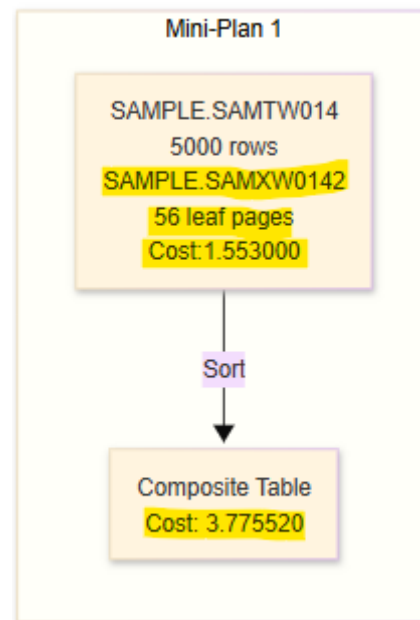 Mini-Plan 1
SAMPLE.SAMTW014
5000 rows
SAMPLE.SAMXW0142
56 leaf pages
Cost:1.553000
Sort
Composite Table
Cost: 3.775520